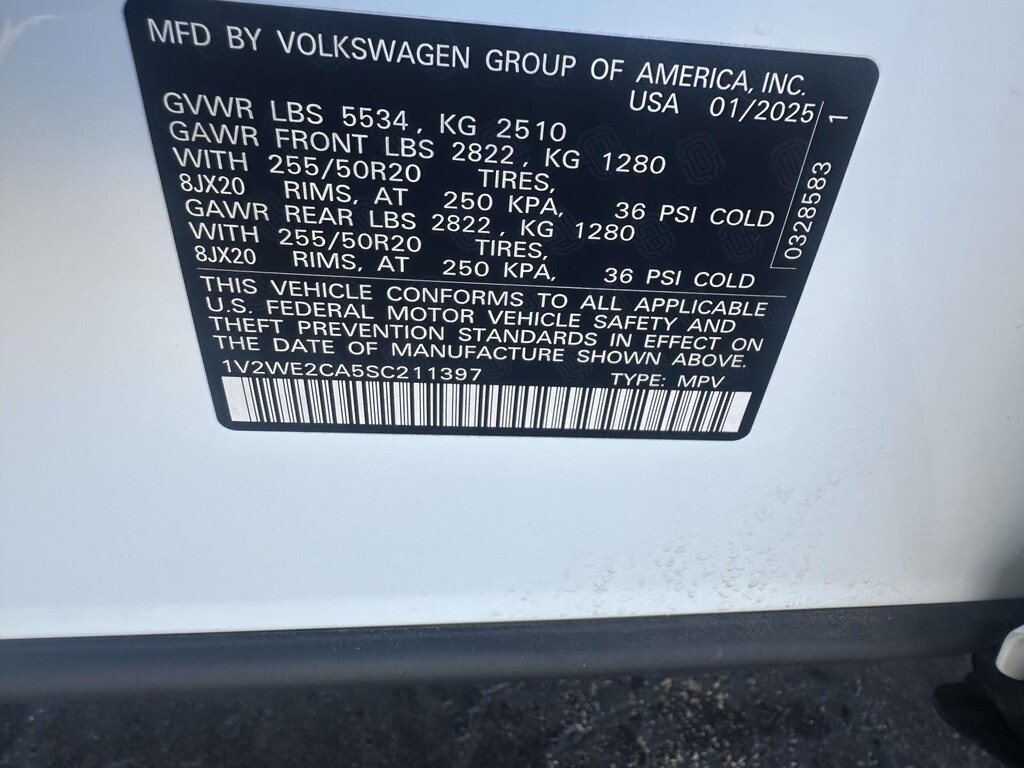 MFD BY VOLKSWAGEN GROUP OF AMERICA, INC.
USA 01/2025
GVWR LBS 5534, KG 2510
GAWR FRONT LBS 2822, KG 1280
WITH 255/50R20 TIRES,
8JX20 RIMS, AT 250 KPA, 36 PSI COLD
GAWR REAR LBS 2822, KG 1280
WITH 255/50R20 TIRES,
8JX20 RIMS, AT 250 KPA, 36 PSI COLD
THIS VEHICLE CONFORMS TO ALL APPLICABLE
U.S. FEDERAL MOTOR VEHICLE SAFETY AND
THEFT PREVENTION STANDARDS IN EFFECT ON
THE DATE OF MANUFACTURE SHOWN ABOVE.
1V2WE2CA5SC211397 TYPE: MPV
0328583 1